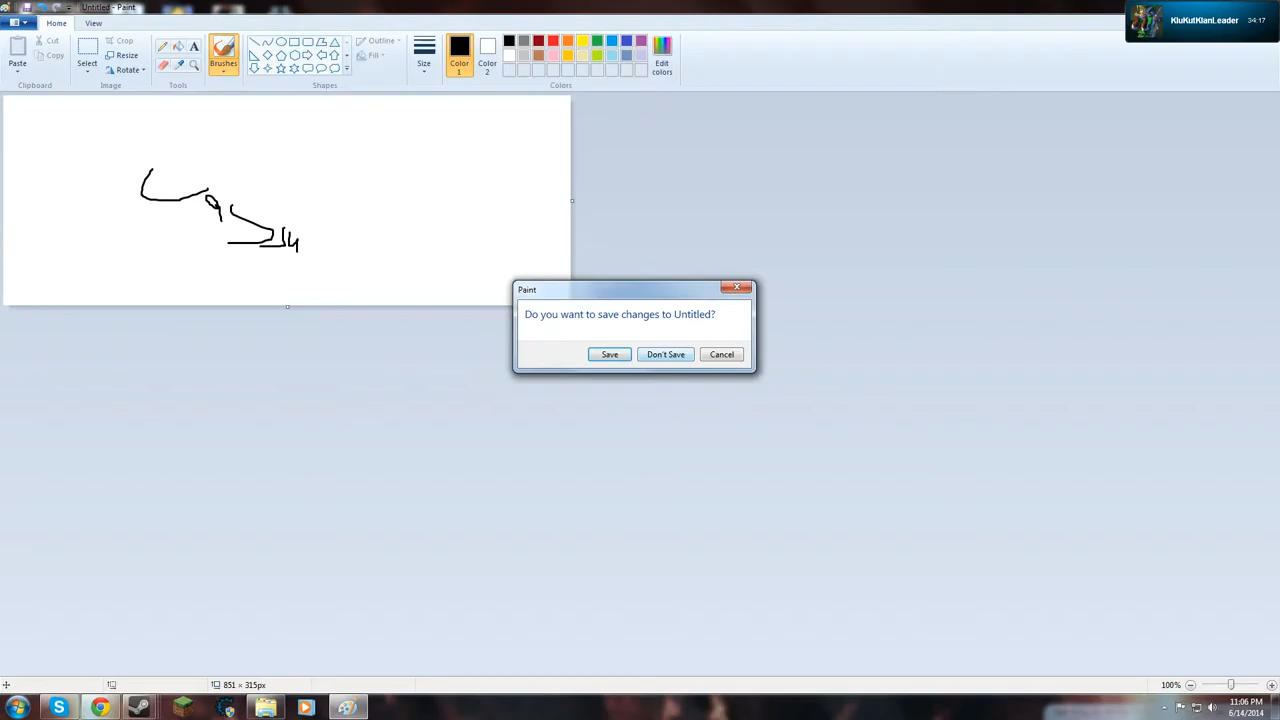 Untitled - Paint
KluKutKlanLeader 34:17
Home View
Paste Cut Copy Clipboard
Select Crop Resize Rotate Image
A Tools
Brushes
Outline Fill Shapes
Size
Color 1
Color 2
Edit colors
Colors
Paint
Do you want to save changes to Untitled?
Save Don't Save Cancel
851 × 315px
100%
11:06 PM
6/14/2014